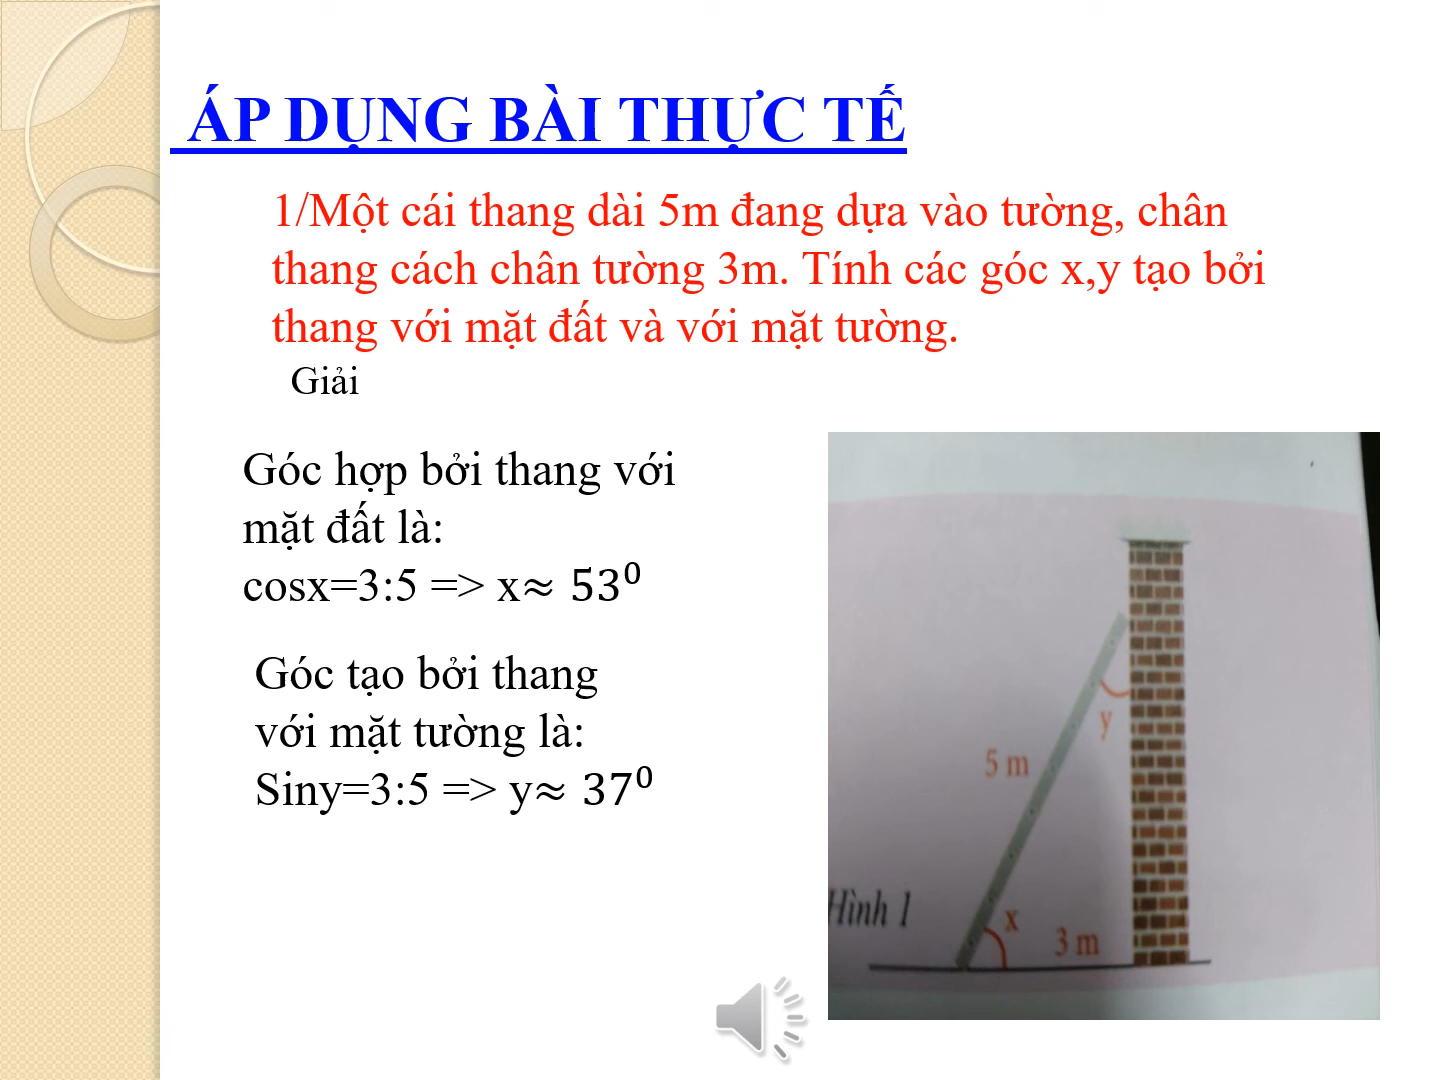 ÁP DỤNG BÀI THỰC TẾ
1/Một cái thang dài 5m đang dựa vào tường, chân
thang cách chân tường 3m. Tính các góc x,y tạo bởi
thang với mặt đất và với mặt tường.
Giải
Góc hợp bởi thang với
mặt đất là:
cosx=3:5 => x≈ 53⁰
Góc tạo bởi thang
với mặt tường là:
Siny=3:5 => y≈ 37⁰
y
5 m
Hình 1
x
3 m